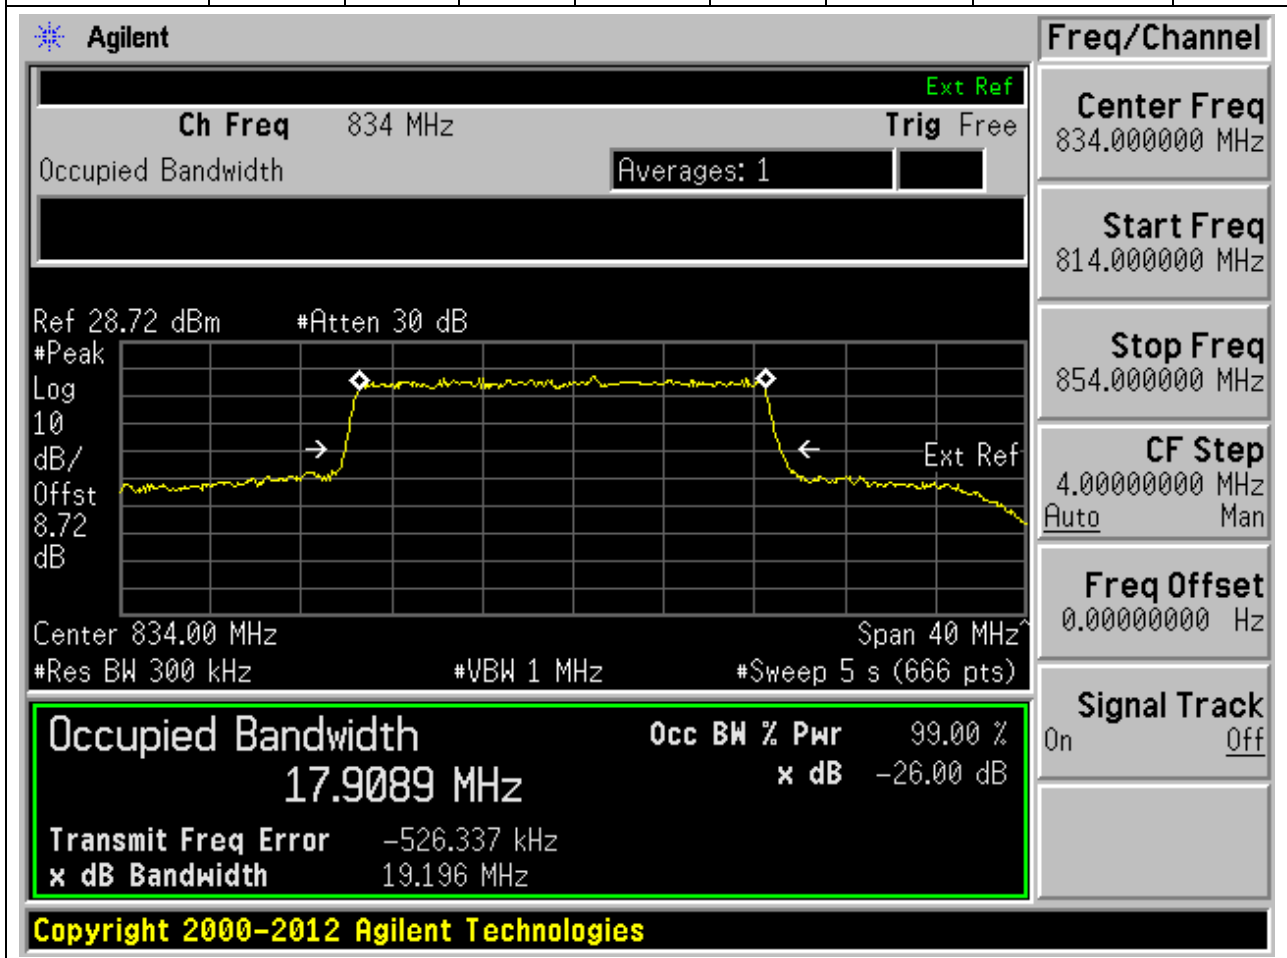 Agilent
Freq/Channel
Ext Ref
Ch Freq 834 MHz Trig Free
Occupied Bandwidth Averages: 1
Center Freq
834.000000 MHz
Start Freq
814.000000 MHz
Stop Freq
854.000000 MHz
CF Step
4.00000000 MHz
Auto Man
Freq Offset
0.00000000 Hz
Signal Track
On Off
Ref 28.72 dBm #Atten 30 dB
#Peak
Log
10
dB/
Offst
8.72
dB
Ext Ref
Center 834.00 MHz Span 40 MHz^
#Res BW 300 kHz #VBW 1 MHz #Sweep 5 s (666 pts)
Occupied Bandwidth Occ BW % Pwr 99.00 %
17.9089 MHz x dB -26.00 dB
Transmit Freq Error -526.337 kHz
x dB Bandwidth 19.196 MHz
Copyright 2000-2012 Agilent Technologies